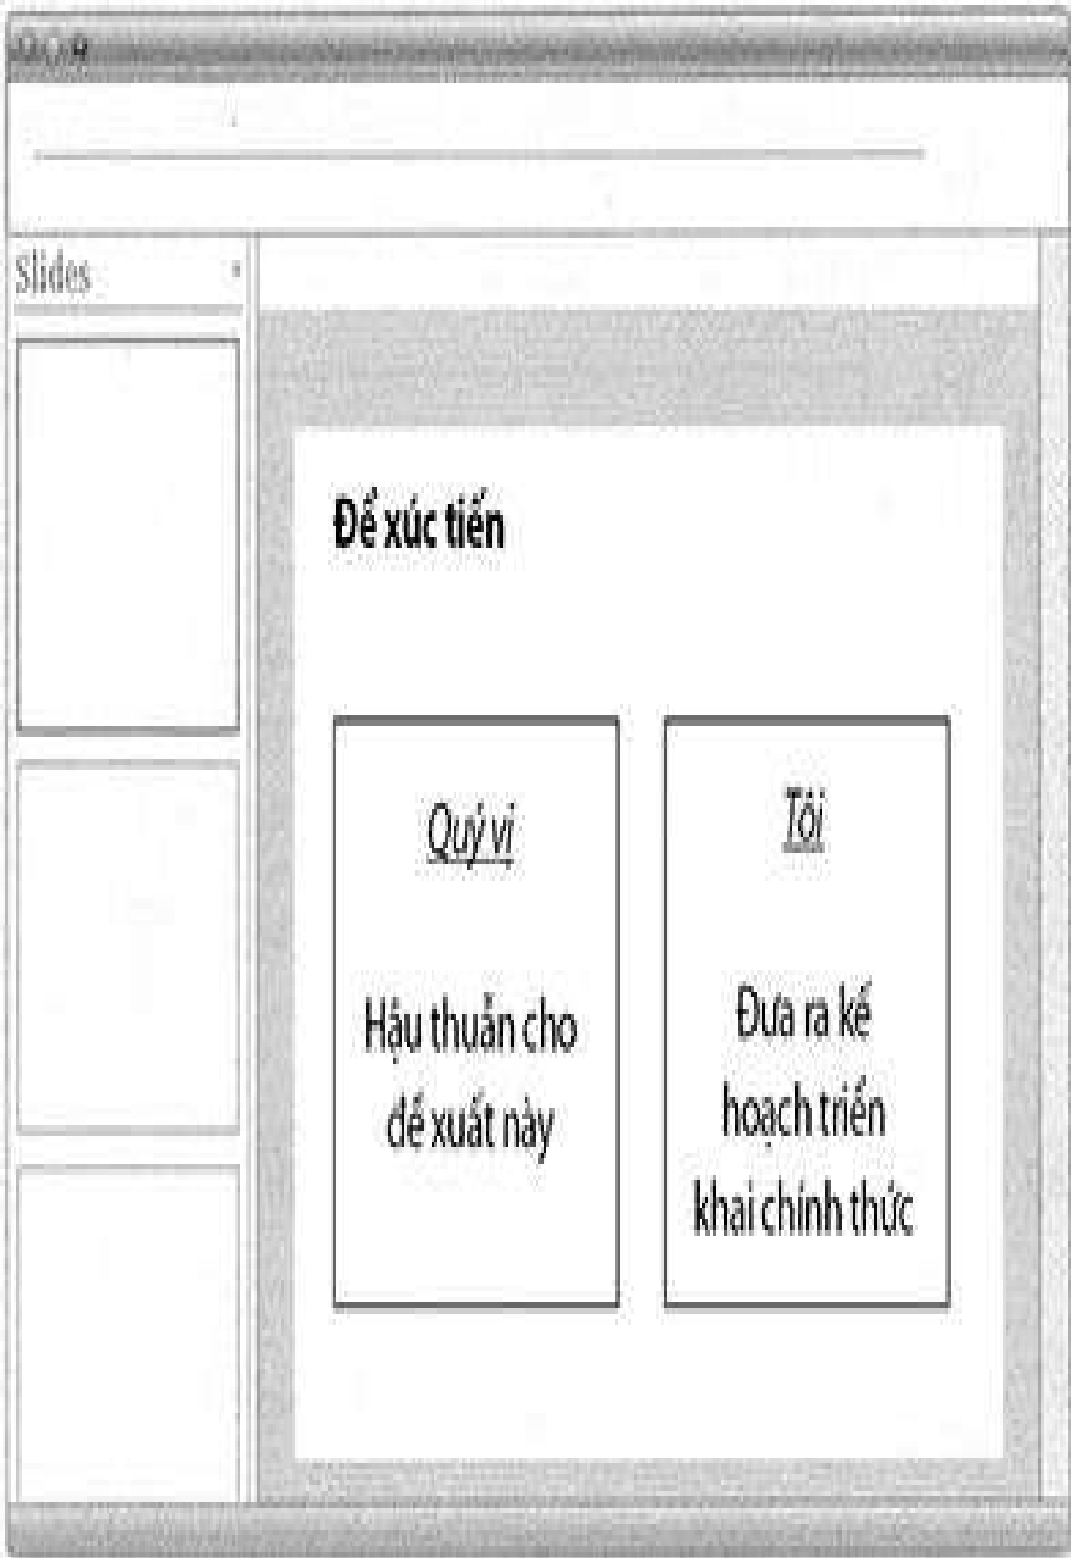 Slides
Để xúc tiến
Quý vị
Hậu thuẫn cho
đề xuất này
Tôi
Đưa ra kế
hoạch triển
khai chính thức